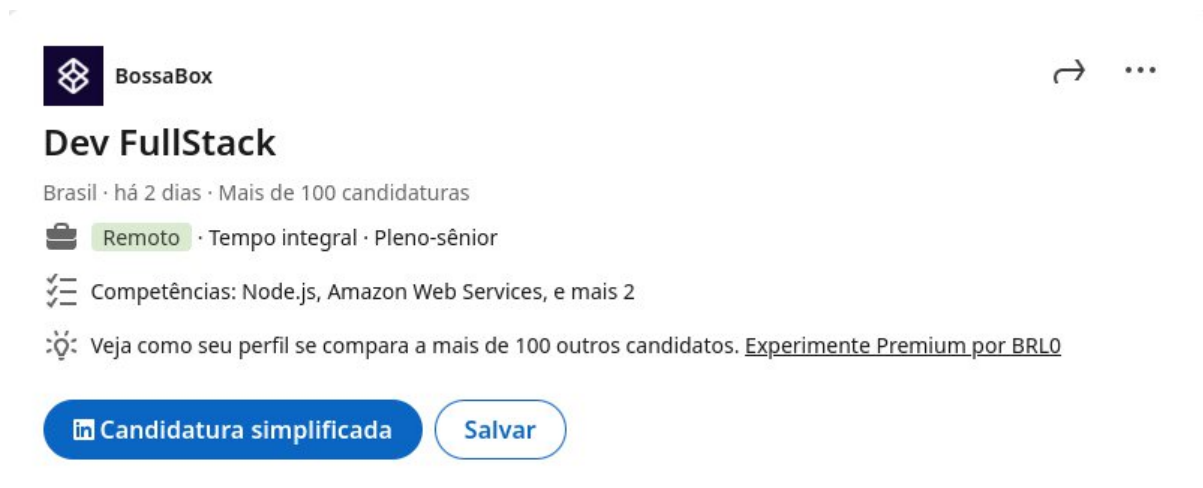 BossaBox
Dev FullStack
Brasil · há 2 dias · Mais de 100 candidaturas
Remoto · Tempo integral · Pleno-sênior
Competências: Node.js, Amazon Web Services, e mais 2
Veja como seu perfil se compara a mais de 100 outros candidatos. Experimente Premium por BRL0
in Candidatura simplificada
Salvar